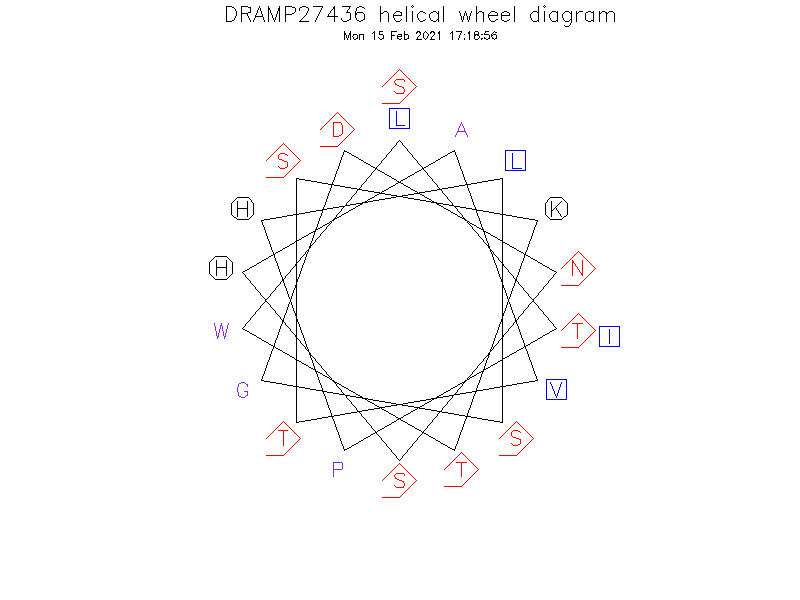 DRAMP27436 helical wheel diagram
Mon 15 Feb 2021 17:18:56
S
L
D A
S L
H K
H N
W T I
G V
T S
P S T